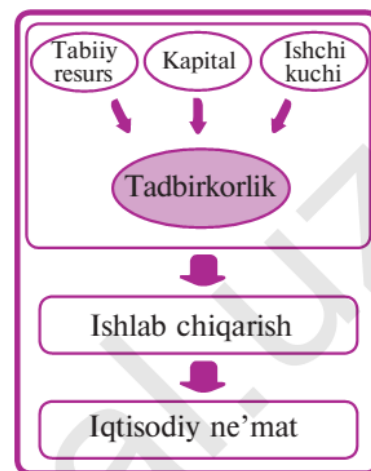 Tabiiy
resurs
Kapital
Ishchi
kuchi
Tadbirkorlik
Ishlab chiqarish
Iqtisodiy ne’mat